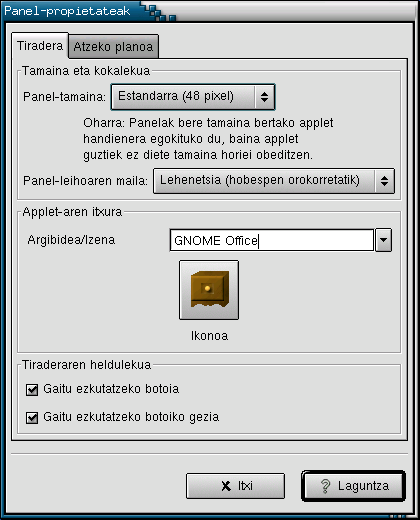 Panel-propietateak
Tiradera
Atzeko planoa
Tamaina eta kokalekua
Panel-tamaina:
Estandarra (48 pixel)
Oharra: Panelak bere tamaina bertako applet
handienera egokituko du, baina applet
guztiek ez diete tamaina horiei obeditzen.
Panel-leihoaren maila:
Lehenetsia (hobespen orokorretatik)
Applet-aren itxura
Argibidea/Izena
GNOME Office
Ikonoa
Tiraderaren heldulekua
Gaitu ezkutatzeko botoia
Gaitu ezkutatzeko botoiko gezia
Itxi
Laguntza